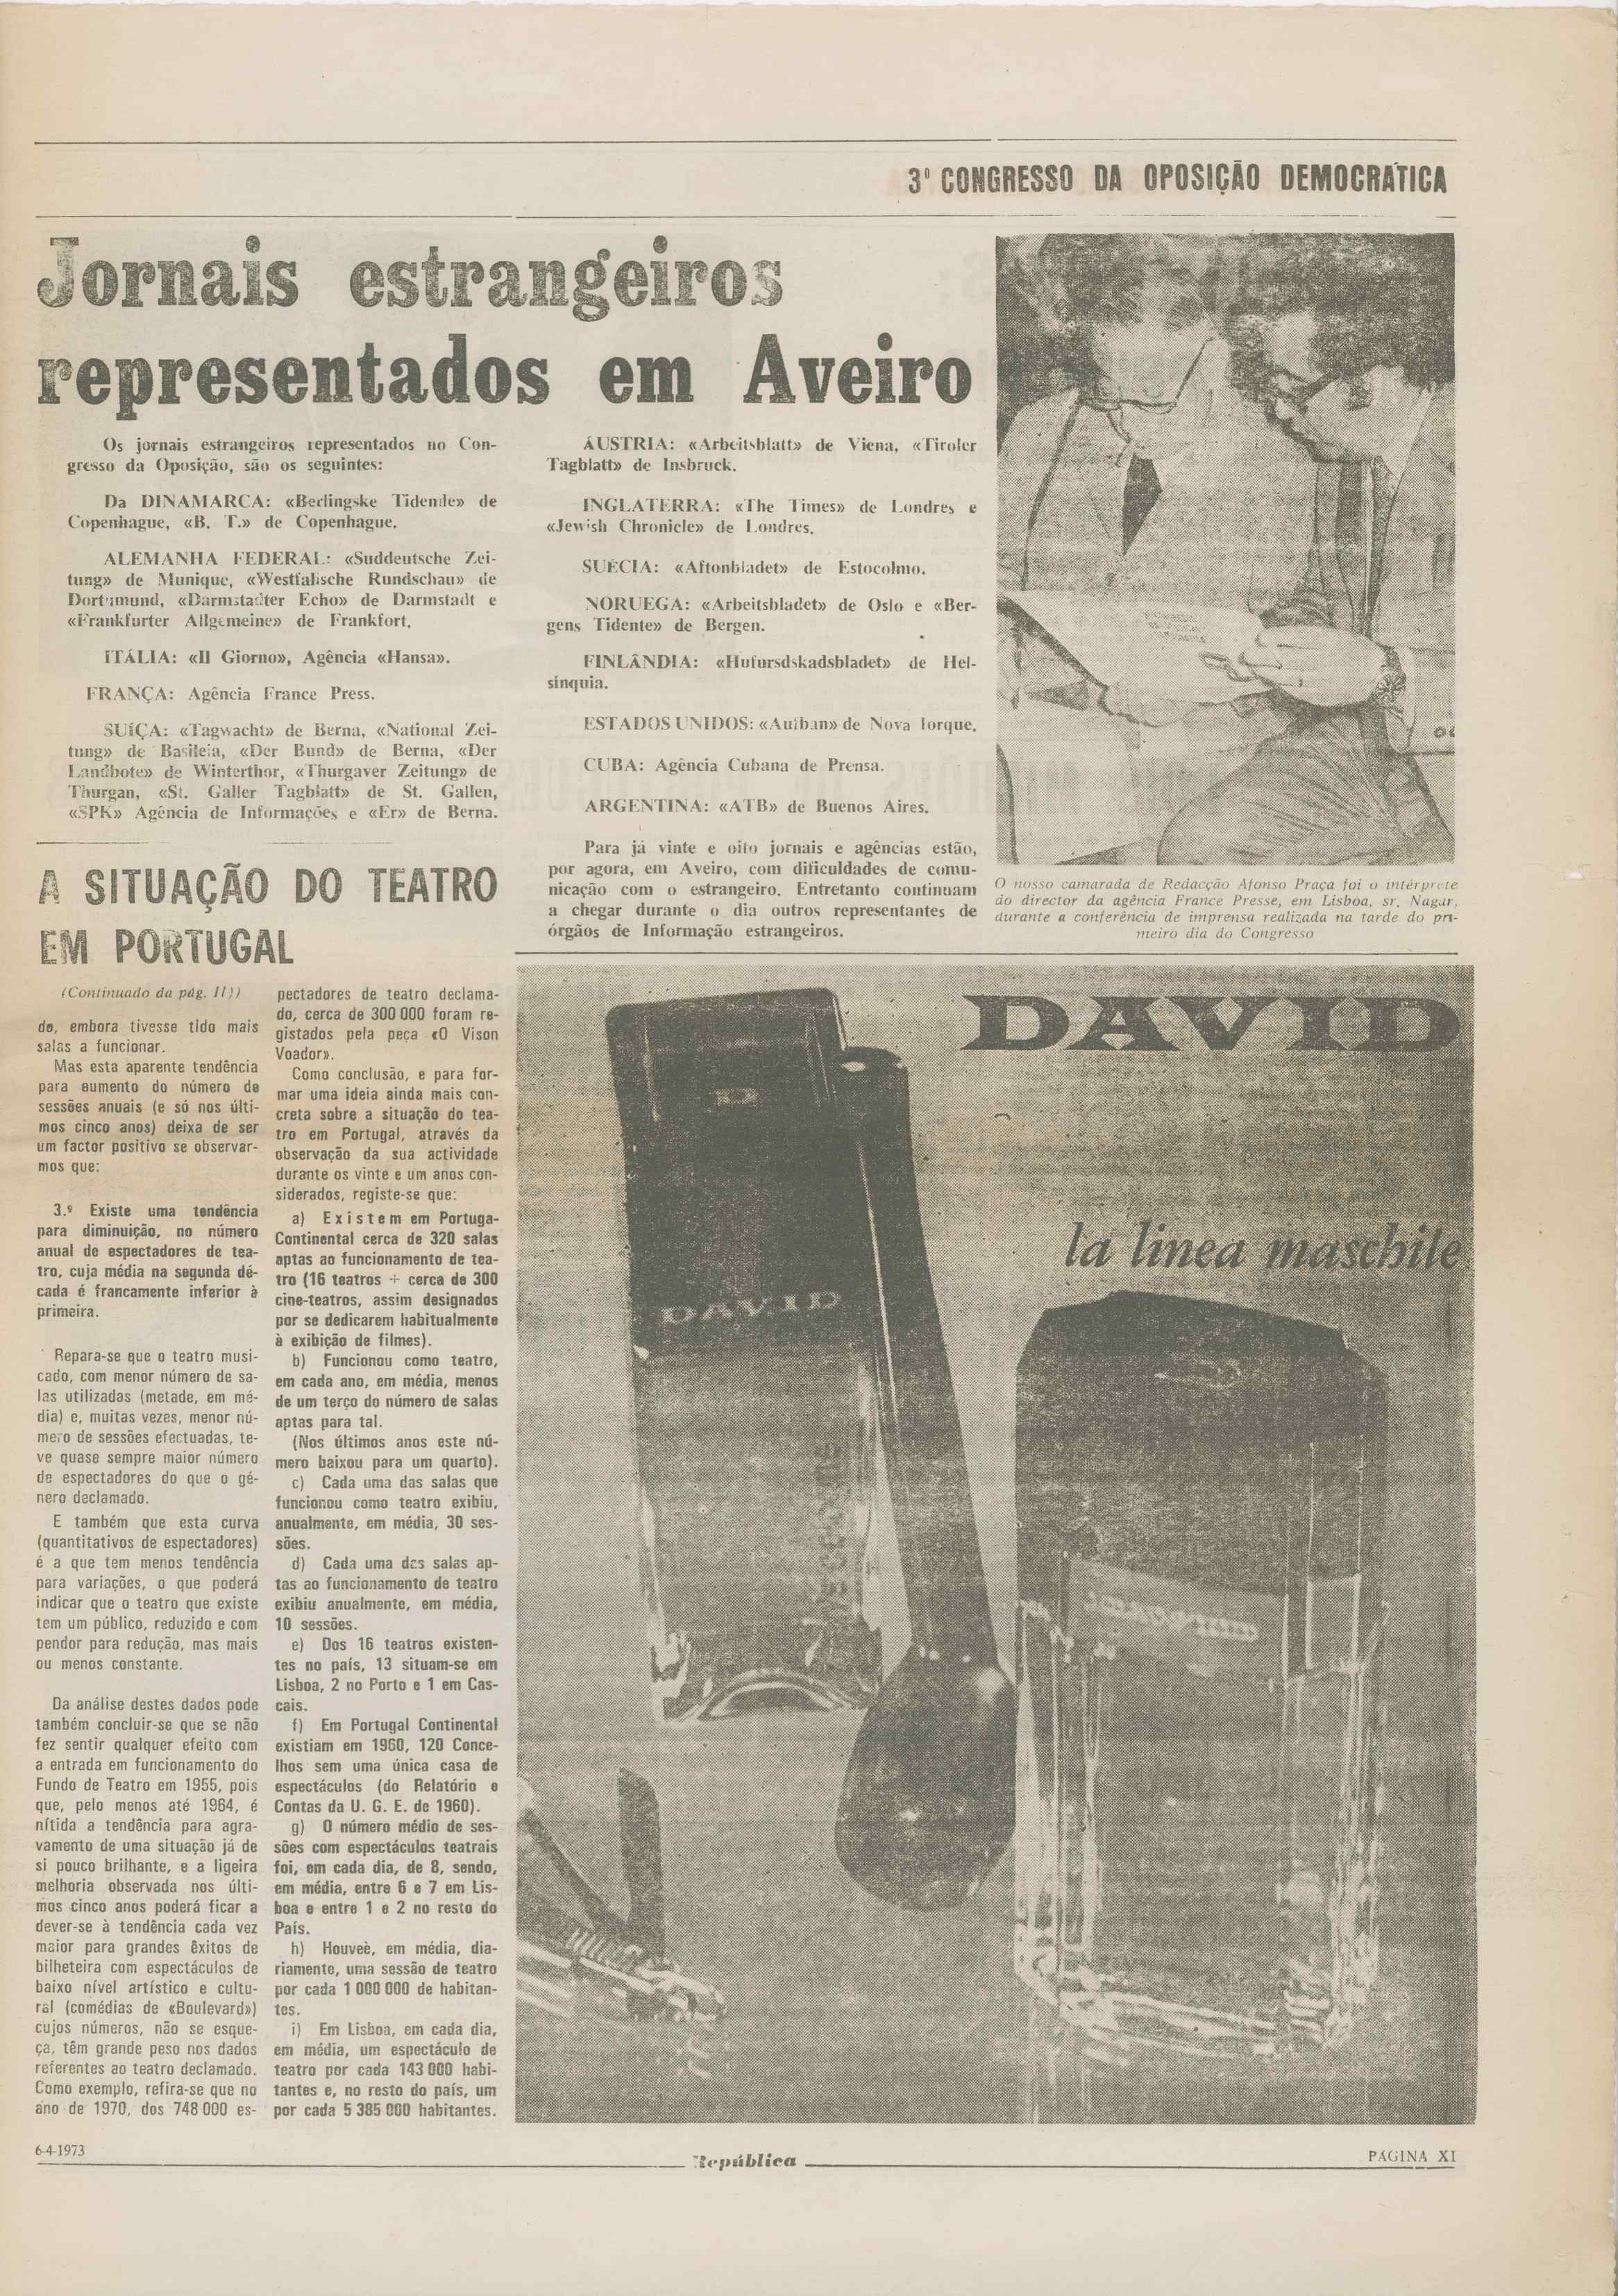 3º CONGRESSO DA OPOSIÇÃO DEMOCRÁTICA
Jornais estrangeiros
representados em Aveiro
Os jornais estrangeiros representados no Con-
gresso da Oposição, são os seguintes:
Da DINAMARCA: «Berlingske Tidende» de
Copenhague, «B. T.» de Copenhague.
ALEMANHA FEDERAL: «Suddeutsche Zei-
tung» de Munique, «Westfalische Rundschau» de
Dortmund, «Darmstadter Echo» de Darmstadt e
«Frankfurter Allgemeine» de Frankfort.
ITÁLIA: «Il Giorno», Agência «Hansa».
FRANÇA: Agência France Press.
SUÍÇA: «Tagwacht» de Berna, «National Zei-
tung» de Basileia, «Der Bund» de Berna, «Der
Landbote» de Winterthor, «Thurgaver Zeitung» de
Thurgan, «St. Galler Tagblatt» de St. Gallen,
«SPK» Agência de Informações e «Er» de Berna.
ÁUSTRIA: «Arbeitsblatt» de Viena, «Tiroler
Tagblatt» de Insbruck.
INGLATERRA: «The Times» de Londres e
«Jewish Chronicle» de Londres.
SUÉCIA: «Aftonbladet» de Estocolmo.
NORUEGA: «Arbeitsbladet» de Oslo e «Ber-
gens Tidente» de Bergen.
FINLÂNDIA: «Hufursdskadsbladet» de Hel-
sínquia.
ESTADOS UNIDOS: «Aufban» de Nova Iorque.
CUBA: Agência Cubana de Prensa.
ARGENTINA: «ATB» de Buenos Aires.
Para já vinte e oito jornais e agências estão,
por agora, em Aveiro, com dificuldades de comu-
nicação com o estrangeiro. Entretanto continuam
a chegar durante o dia outros representantes de
órgãos de Informação estrangeiros.
O nosso camarada de Redacção Afonso Praça foi o intérprete
do director da agência France Presse, em Lisboa, sr. Nagar,
durante a conferência de imprensa realizada na tarde do pri-
meiro dia do Congresso
A SITUAÇÃO DO TEATRO
EM PORTUGAL
(Continuado da pág. II))
do, embora tivesse tido mais
salas a funcionar.
Mas esta aparente tendência
para aumento do número de
sessões anuais (e só nos últi-
mos cinco anos) deixa de ser
um factor positivo se observar-
mos que:
3.º Existe uma tendência
para diminuição, no número
anual de espectadores de tea-
tro, cuja média na segunda dé-
cada é francamente inferior à
primeira.
Repara-se que o teatro musi-
cado, com menor número de sa-
las utilizadas (metade, em mé-
dia) e, muitas vezes, menor nú-
mero de sessões efectuadas, te-
ve quase sempre maior número
de espectadores do que o gé-
nero declamado.
E também que esta curva
(quantitativos de espectadores)
é a que tem menos tendência
para variações, o que poderá
indicar que o teatro que existe
tem um público, reduzido e com
pendor para redução, mas mais
ou menos constante.
Da análise destes dados pode
também concluir-se que se não
fez sentir qualquer efeito com
a entrada em funcionamento do
Fundo de Teatro em 1955, pois
que, pelo menos até 1964, é
nítida a tendência para agra-
vamento de uma situação já de
si pouco brilhante, e a ligeira
melhoria observada nos últi-
mos cinco anos poderá ficar a
dever-se à tendência cada vez
maior para grandes êxitos de
bilheteira com espectáculos de
baixo nível artístico e cultu-
ral (comédias de «Boulevard»)
cujos números, não se esque-
ça, têm grande peso nos dados
referentes ao teatro declamado.
Como exemplo, refira-se que no
ano de 1970, dos 748 000 es-
pectadores de teatro declama-
do, cerca de 300 000 foram re-
gistados pela peça «O Vison
Voador».
Como conclusão, e para for-
mar uma ideia ainda mais con-
creta sobre a situação do tea-
tro em Portugal, através da
observação da sua actividade
durante os vinte e um anos con-
siderados, registe-se que:
a) Existem em Portuga-
Continental cerca de 320 salas
aptas ao funcionamento de tea-
tro (16 teatros + cerca de 300
cine-teatros, assim designados
por se dedicarem habitualmente
à exibição de filmes).
b) Funcionou como teatro,
em cada ano, em média, menos
de um terço do número de salas
aptas para tal.
(Nos últimos anos este nú-
mero baixou para um quarto).
c) Cada uma das salas que
funcionou como teatro exibiu,
anualmente, em média, 30 ses-
sões.
d) Cada uma das salas ap-
tas ao funcionamento de teatro
exibiu anualmente, em média,
10 sessões.
e) Dos 16 teatros existen-
tes no país, 13 situam-se em
Lisboa, 2 no Porto e 1 em Cas-
cais.
f) Em Portugal Continental
existiam em 1960, 120 Conce-
lhos sem uma única casa de
espectáculos (do Relatório e
Contas da U. G. E. de 1960).
g) O número médio de ses-
sões com espectáculos teatrais
foi, em cada dia, de 8, sendo,
em média, entre 6 e 7 em Lis-
boa e entre 1 e 2 no resto do
País.
h) Houveè, em média, dia-
riamente, uma sessão de teatro
por cada 1 000 000 de habitan-
tes.
i) Em Lisboa, em cada dia,
em média, um espectáculo de
teatro por cada 143 000 habi-
tantes e, no resto do país, um
por cada 5 385 000 habitantes.
DAVID
la linea maschile
D
DAVID
6-4-1973
República
PÁGINA XI